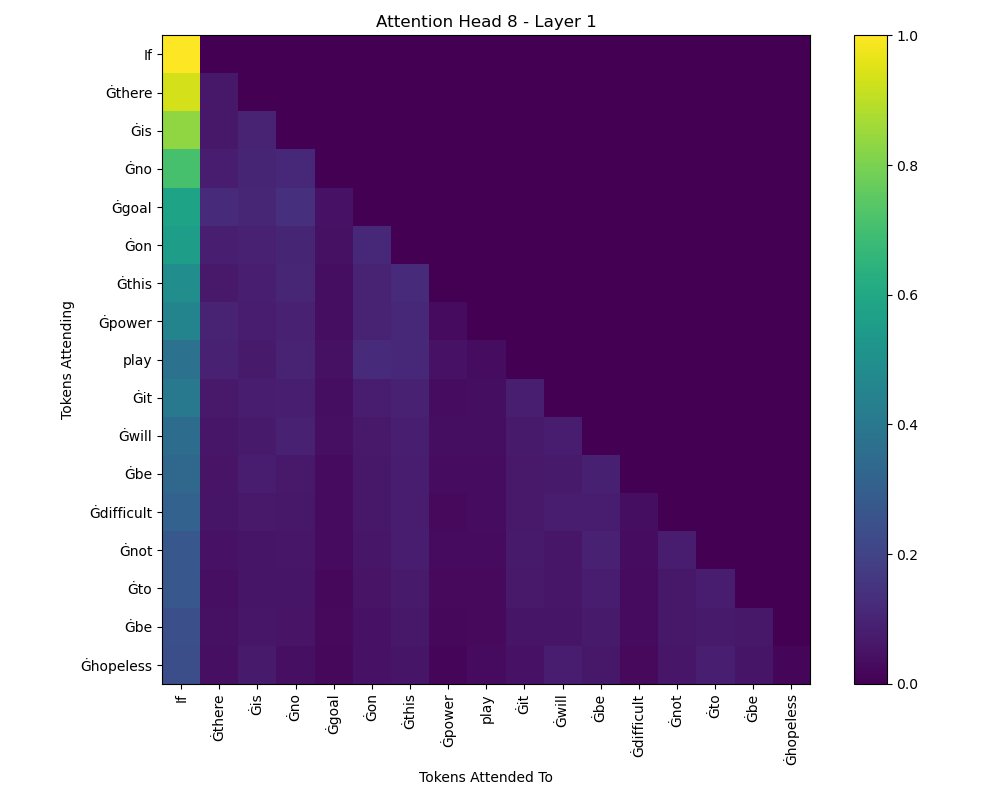 Attention Head 8 - Layer 1
Tokens Attending
If
Ġthere
Ġis
Ġno
Ġgoal
Ġon
Ġthis
Ġpower
play
Ġit
Ġwill
Ġbe
Ġdifficult
Ġnot
Ġto
Ġbe
Ġhopeless
If
Ġthere
Ġis
Ġno
Ġgoal
Ġon
Ġthis
Ġpower
play
Ġit
Ġwill
Ġbe
Ġdifficult
Ġnot
Ġto
Ġbe
Ġhopeless
Tokens Attended To
1.0
0.8
0.6
0.4
0.2
0.0